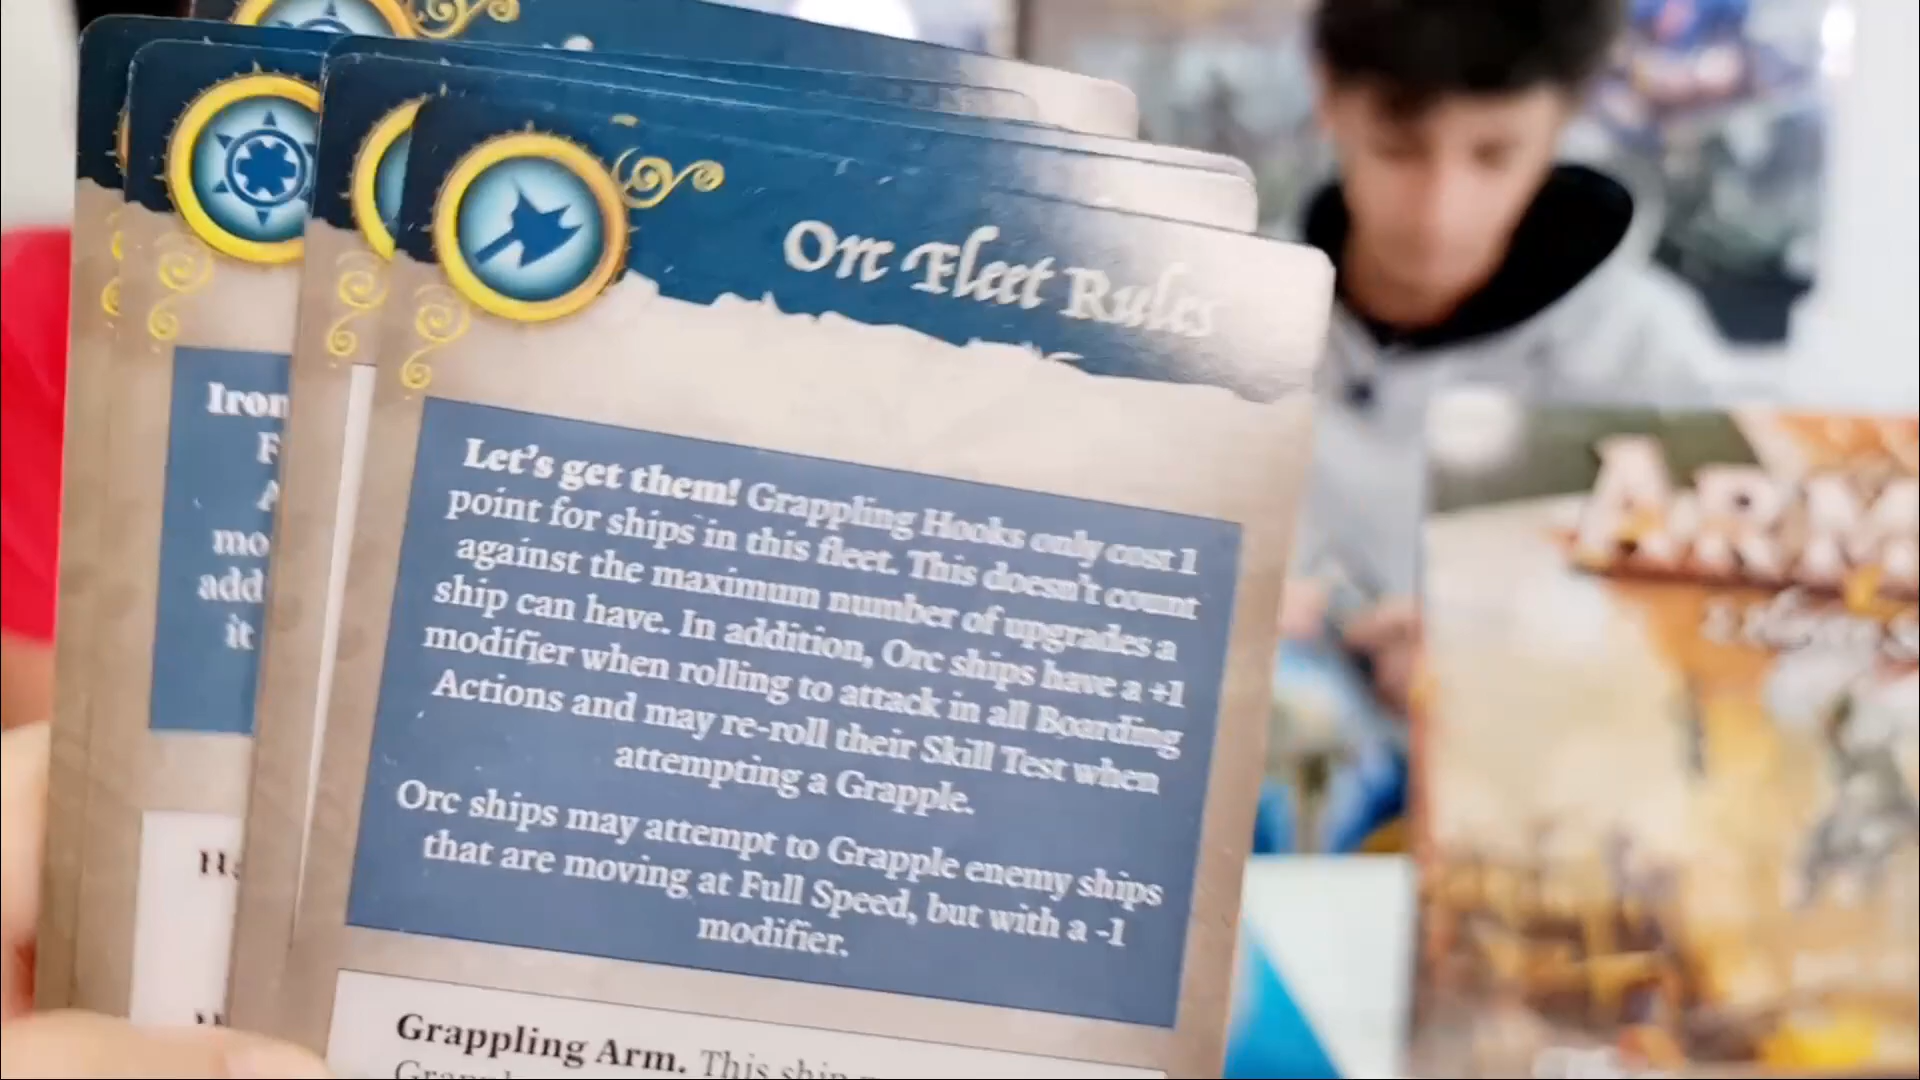 Orc Fleet Rules
Let's get them! Grappling Hooks only cost 1
point for ships in this fleet. This doesn't count
against the maximum number of upgrades a
ship can have. In addition, Orc ships have a +1
modifier when rolling to attack in all Boarding
Actions and may re-roll their Skill Test when
attempting a Grapple.
Orc ships may attempt to Grapple enemy ships
that are moving at Full Speed, but with a -1
modifier.
Grappling Arm. This ship
Iron
F
A
mo
add
it
H
ARM